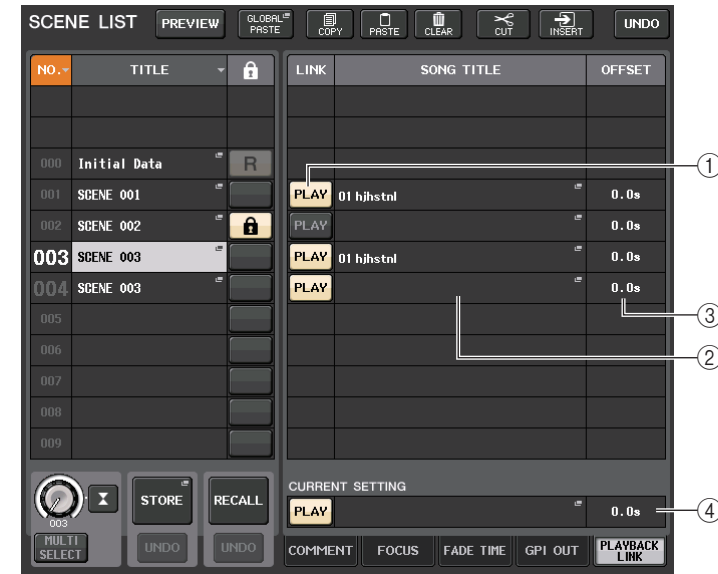 SCENE LIST PREVIEW GLOBAL PASTE COPY PASTE CLEAR CUT INSERT UNDO
NO. TITLE LINK SONG TITLE OFFSET
000 Initial Data R
001 SCENE 001 PLAY 01 hjhstnl 0.0s
002 SCENE 002 PLAY 0.0s
003 SCENE 003 PLAY 01 hjhstnl 0.0s
004 SCENE 003 PLAY 0.0s
005
006
007
008
009
1
3
2
CURRENT SETTING
PLAY 0.0s
4
003
STORE RECALL
MULTI SELECT UNDO UNDO
COMMENT FOCUS FADE TIME GPI OUT PLAYBACK LINK